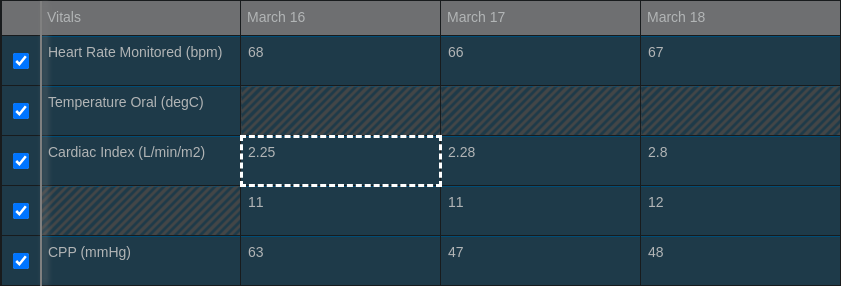 Vitals March 16 March 17 March 18
Heart Rate Monitored (bpm) 68 66 67
Temperature Oral (degC)
Cardiac Index (L/min/m2) 2.25 2.28 2.8
11 11 12
CPP (mmHg) 63 47 48